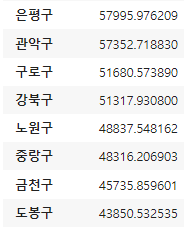 은평구 57995.976209
관악구 57352.718830
구로구 51680.573890
강북구 51317.930800
노원구 48837.548162
중랑구 48316.206903
금천구 45735.859601
도봉구 43850.532535